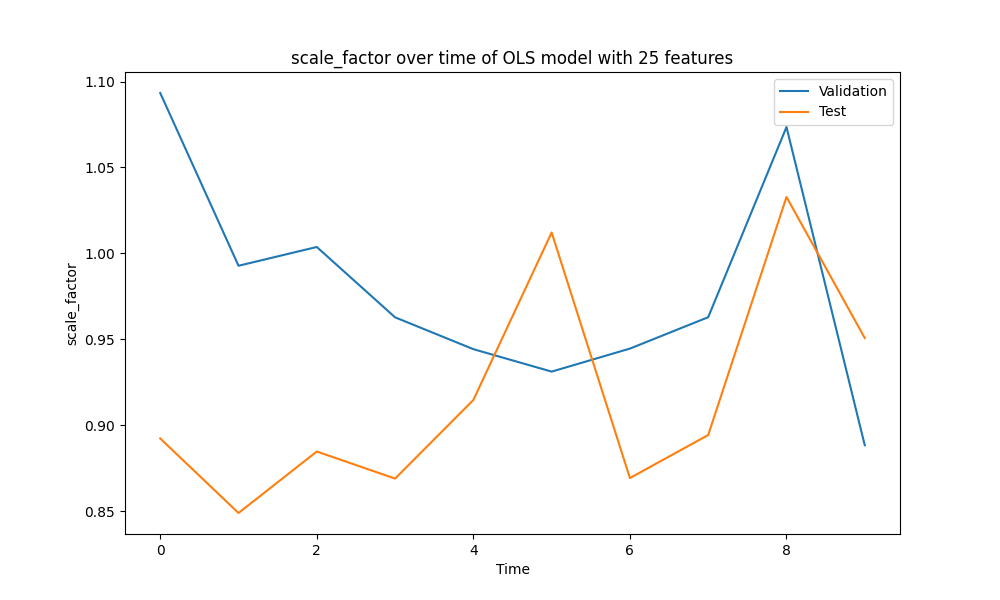 scale_factor over time of OLS model with 25 features
Validation
Test
1.10
1.05
1.00
0.95
0.90
0.85
scale_factor
0 2 4 6 8
Time